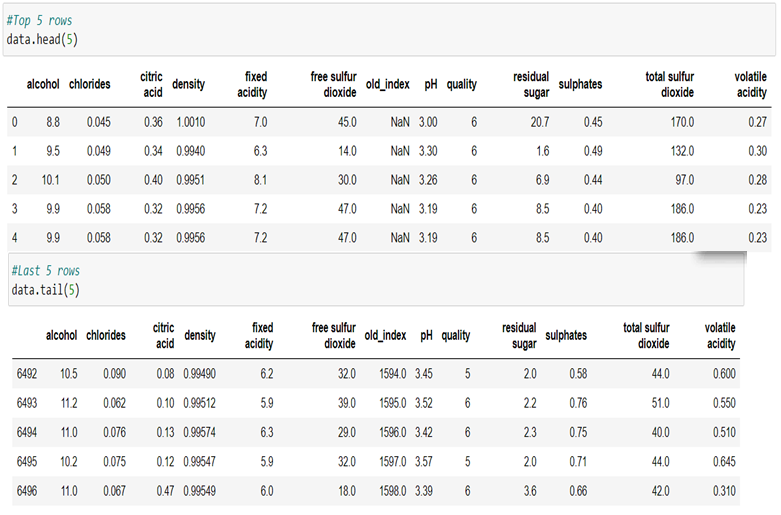 #Top 5 rows
data.head(5)
alcohol chlorides citric acid density fixed acidity free sulfur dioxide old_index pH quality residual sugar sulphates total sulfur dioxide volatile acidity
0 8.8 0.045 0.36 1.0010 7.0 45.0 NaN 3.00 6 20.7 0.45 170.0 0.27
1 9.5 0.049 0.34 0.9940 6.3 14.0 NaN 3.30 6 1.6 0.49 132.0 0.30
2 10.1 0.050 0.40 0.9951 8.1 30.0 NaN 3.26 6 6.9 0.44 97.0 0.28
3 9.9 0.058 0.32 0.9956 7.2 47.0 NaN 3.19 6 8.5 0.40 186.0 0.23
4 9.9 0.058 0.32 0.9956 7.2 47.0 NaN 3.19 6 8.5 0.40 186.0 0.23
#Last 5 rows
data.tail(5)
alcohol chlorides citric acid density fixed acidity free sulfur dioxide old_index pH quality residual sugar sulphates total sulfur dioxide volatile acidity
6492 10.5 0.090 0.08 0.99490 6.2 32.0 1594.0 3.45 5 2.0 0.58 44.0 0.600
6493 11.2 0.062 0.10 0.99512 5.9 39.0 1595.0 3.52 6 2.2 0.76 51.0 0.550
6494 11.0 0.076 0.13 0.99574 6.3 29.0 1596.0 3.42 6 2.3 0.75 40.0 0.510
6495 10.2 0.075 0.12 0.99547 5.9 32.0 1597.0 3.57 5 2.0 0.71 44.0 0.645
6496 11.0 0.067 0.47 0.99549 6.0 18.0 1598.0 3.39 6 3.6 0.66 42.0 0.310